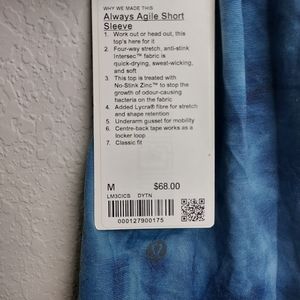 WHY WE MADE THIS
Always Agile Short
Sleeve
1. Work out or head out, this
top's here for it
2. Four-way stretch, anti-stink
Intersec™ fabric is
quick-drying, sweat-wicking,
and soft
3. This top is treated with
No-Stink Zinc™ to stop the
growth of odour-causing
bacteria on the fabric
4. Added Lycra® fibre for stretch
and shape retention
5. Underarm gusset for mobility
6. Centre-back tape works as a
locker loop
7. Classic fit
M $68.00
LM3CICS DYTN
000127900175